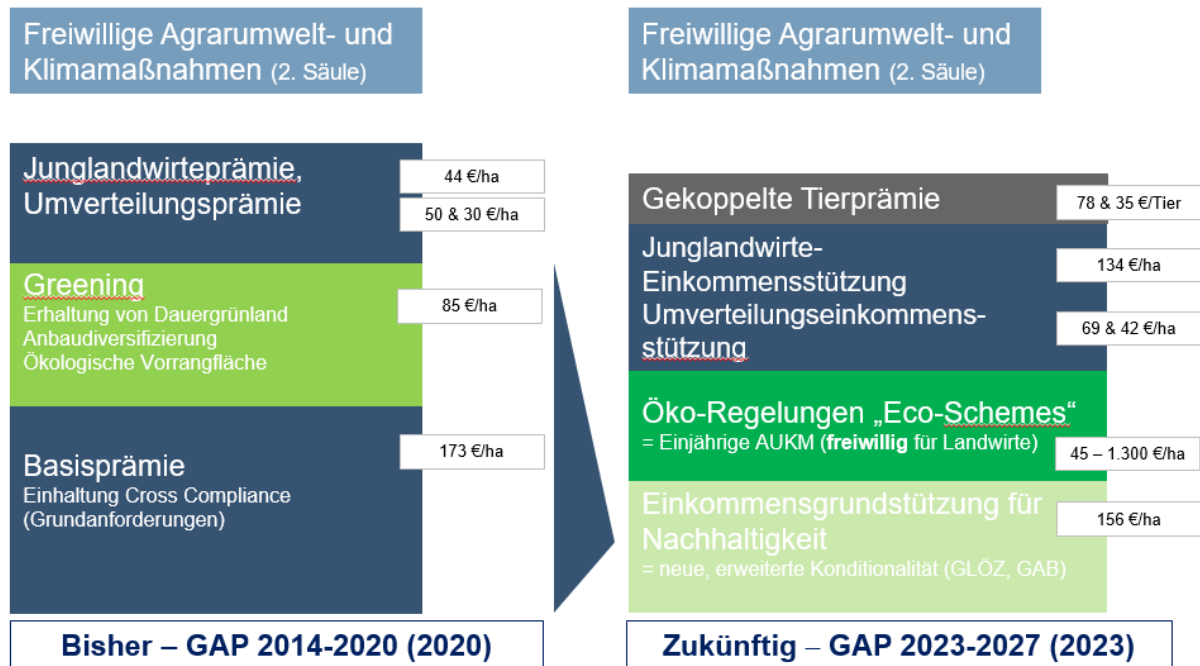 Freiwillige Agrarumwelt- und
Klimamaßnahmen (2. Säule)
Junglandwirteprämie,
Umverteilungsprämie
44 €/ha
50 & 30 €/ha
Greening
Erhaltung von Dauergrünland
Anbaudiversifizierung
Ökologische Vorrangfläche
85 €/ha
Basisprämie
Einhaltung Cross Compliance
(Grundanforderungen)
173 €/ha
Bisher – GAP 2014-2020 (2020)
Freiwillige Agrarumwelt- und
Klimamaßnahmen (2. Säule)
Gekoppelte Tierprämie
78 & 35 €/Tier
Junglandwirte-
Einkommensstützung
Umverteilungseinkommens-
stützung
134 €/ha
69 & 42 €/ha
Öko-Regelungen „Eco-Schemes“
= Einjährige AUKM (freiwillig für Landwirte)
45 – 1.300 €/ha
Einkommensgrundstützung für
Nachhaltigkeit
= neue, erweiterte Konditionalität (GLÖZ, GAB)
156 €/ha
Zukünftig – GAP 2023-2027 (2023)